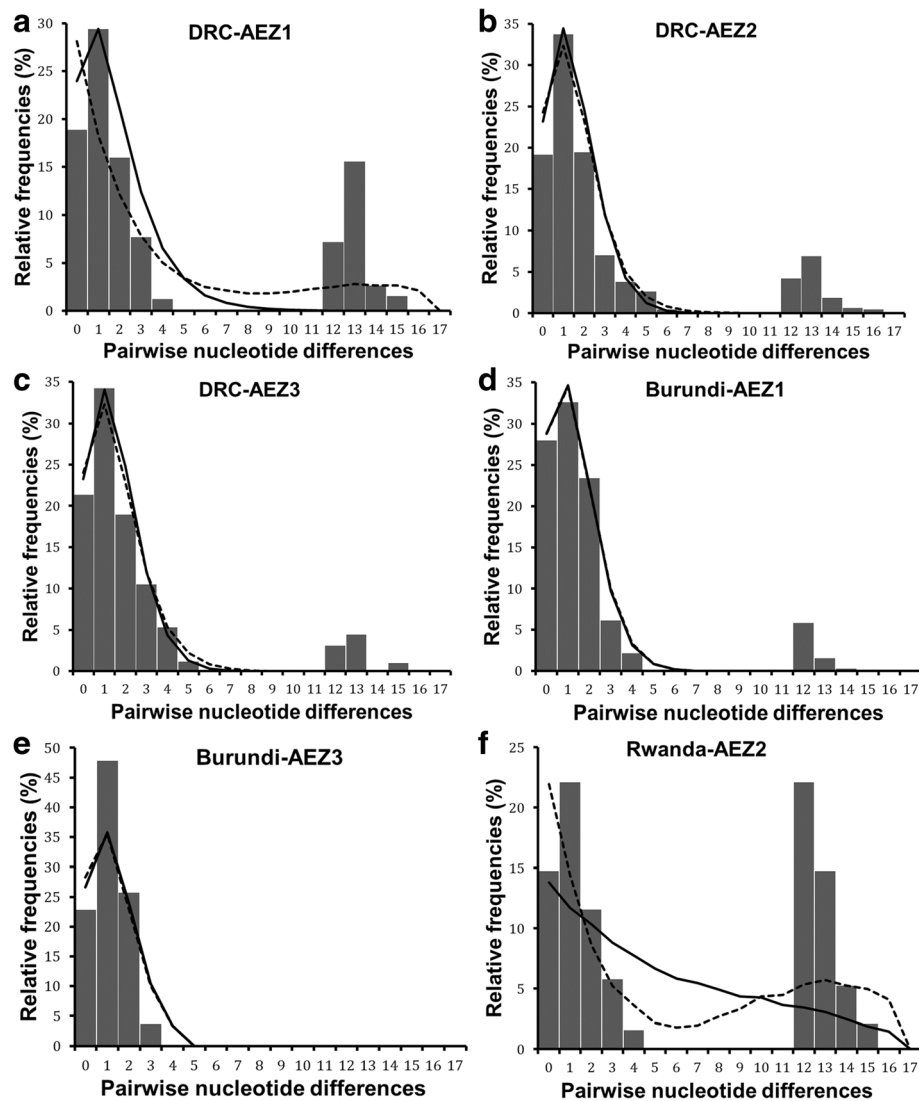 a
DRC-AEZ1
Relative frequencies (%)
30
25
20
15
10
5
0
0 1 2 3 4 5 6 7 8 9 10 11 12 13 14 15 16 17
Pairwise nucleotide differences
b
DRC-AEZ2
Relative frequencies (%)
35
30
25
20
15
10
5
0
0 1 2 3 4 5 6 7 8 9 10 11 12 13 14 15 16 17
Pairwise nucleotide differences
c
DRC-AEZ3
Relative frequencies (%)
35
30
25
20
15
10
5
0
0 1 2 3 4 5 6 7 8 9 10 11 12 13 14 15 16 17
Pairwise nucleotide differences
d
Burundi-AEZ1
Relative frequencies (%)
35
30
25
20
15
10
5
0
0 1 2 3 4 5 6 7 8 9 10 11 12 13 14 15 16 17
Pairwise nucleotide differences
e
Burundi-AEZ3
Relative frequencies (%)
50
45
40
35
30
25
20
15
10
5
0
0 1 2 3 4 5 6 7 8 9 10 11 12 13 14 15 16 17
Pairwise nucleotide differences
f
Rwanda-AEZ2
Relative frequencies (%)
25
20
15
10
5
0
0 1 2 3 4 5 6 7 8 9 10 11 12 13 14 15 16 17
Pairwise nucleotide differences